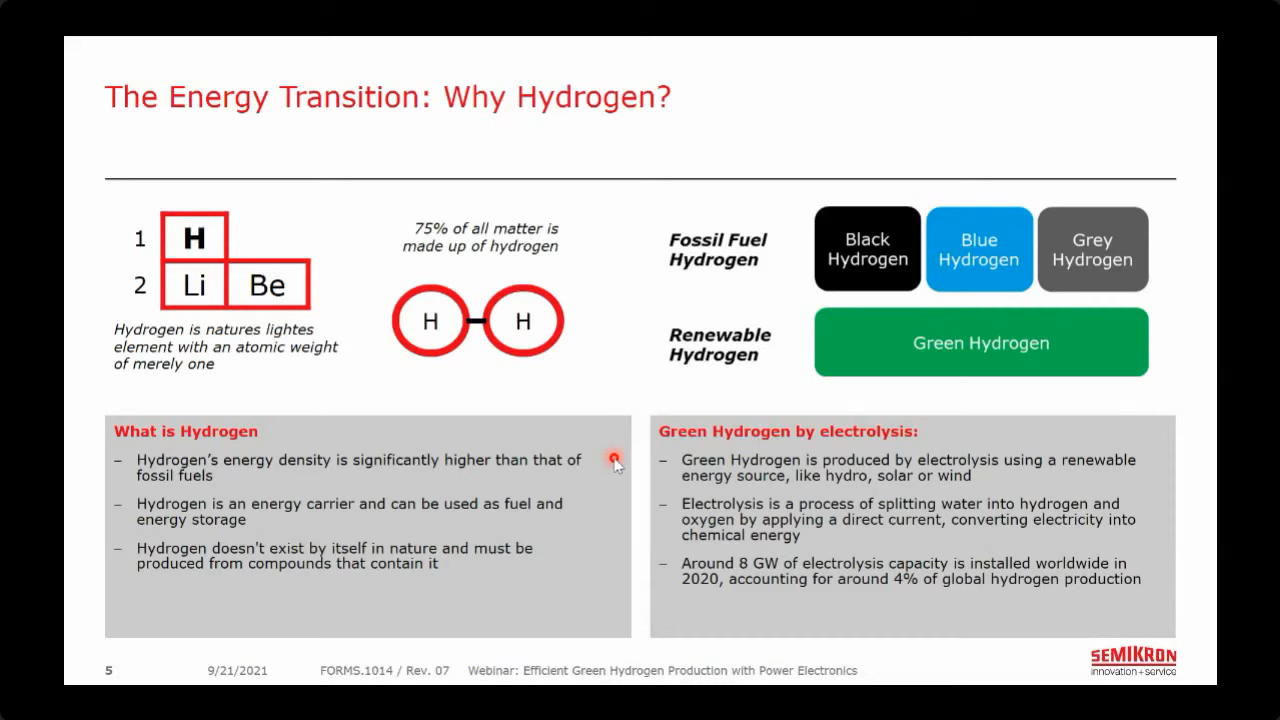 The Energy Transition: Why Hydrogen?
1
H
2
Li
Be
Hydrogen is natures lightes
element with an atomic weight
of merely one
75% of all matter is
made up of hydrogen
H
H
Fossil Fuel
Hydrogen
Black
Hydrogen
Blue
Hydrogen
Grey
Hydrogen
Renewable
Hydrogen
Green Hydrogen
What is Hydrogen
– Hydrogen’s energy density is significantly higher than that of
fossil fuels
– Hydrogen is an energy carrier and can be used as fuel and
energy storage
– Hydrogen doesn't exist by itself in nature and must be
produced from compounds that contain it
Green Hydrogen by electrolysis:
– Green Hydrogen is produced by electrolysis using a renewable
energy source, like hydro, solar or wind
– Electrolysis is a process of splitting water into hydrogen and
oxygen by applying a direct current, converting electricity into
chemical energy
– Around 8 GW of electrolysis capacity is installed worldwide in
2020, accounting for around 4% of global hydrogen production
5
9/21/2021
FORMS.1014 / Rev. 07
Webinar: Efficient Green Hydrogen Production with Power Electronics
SEMIKRON
innovation+service